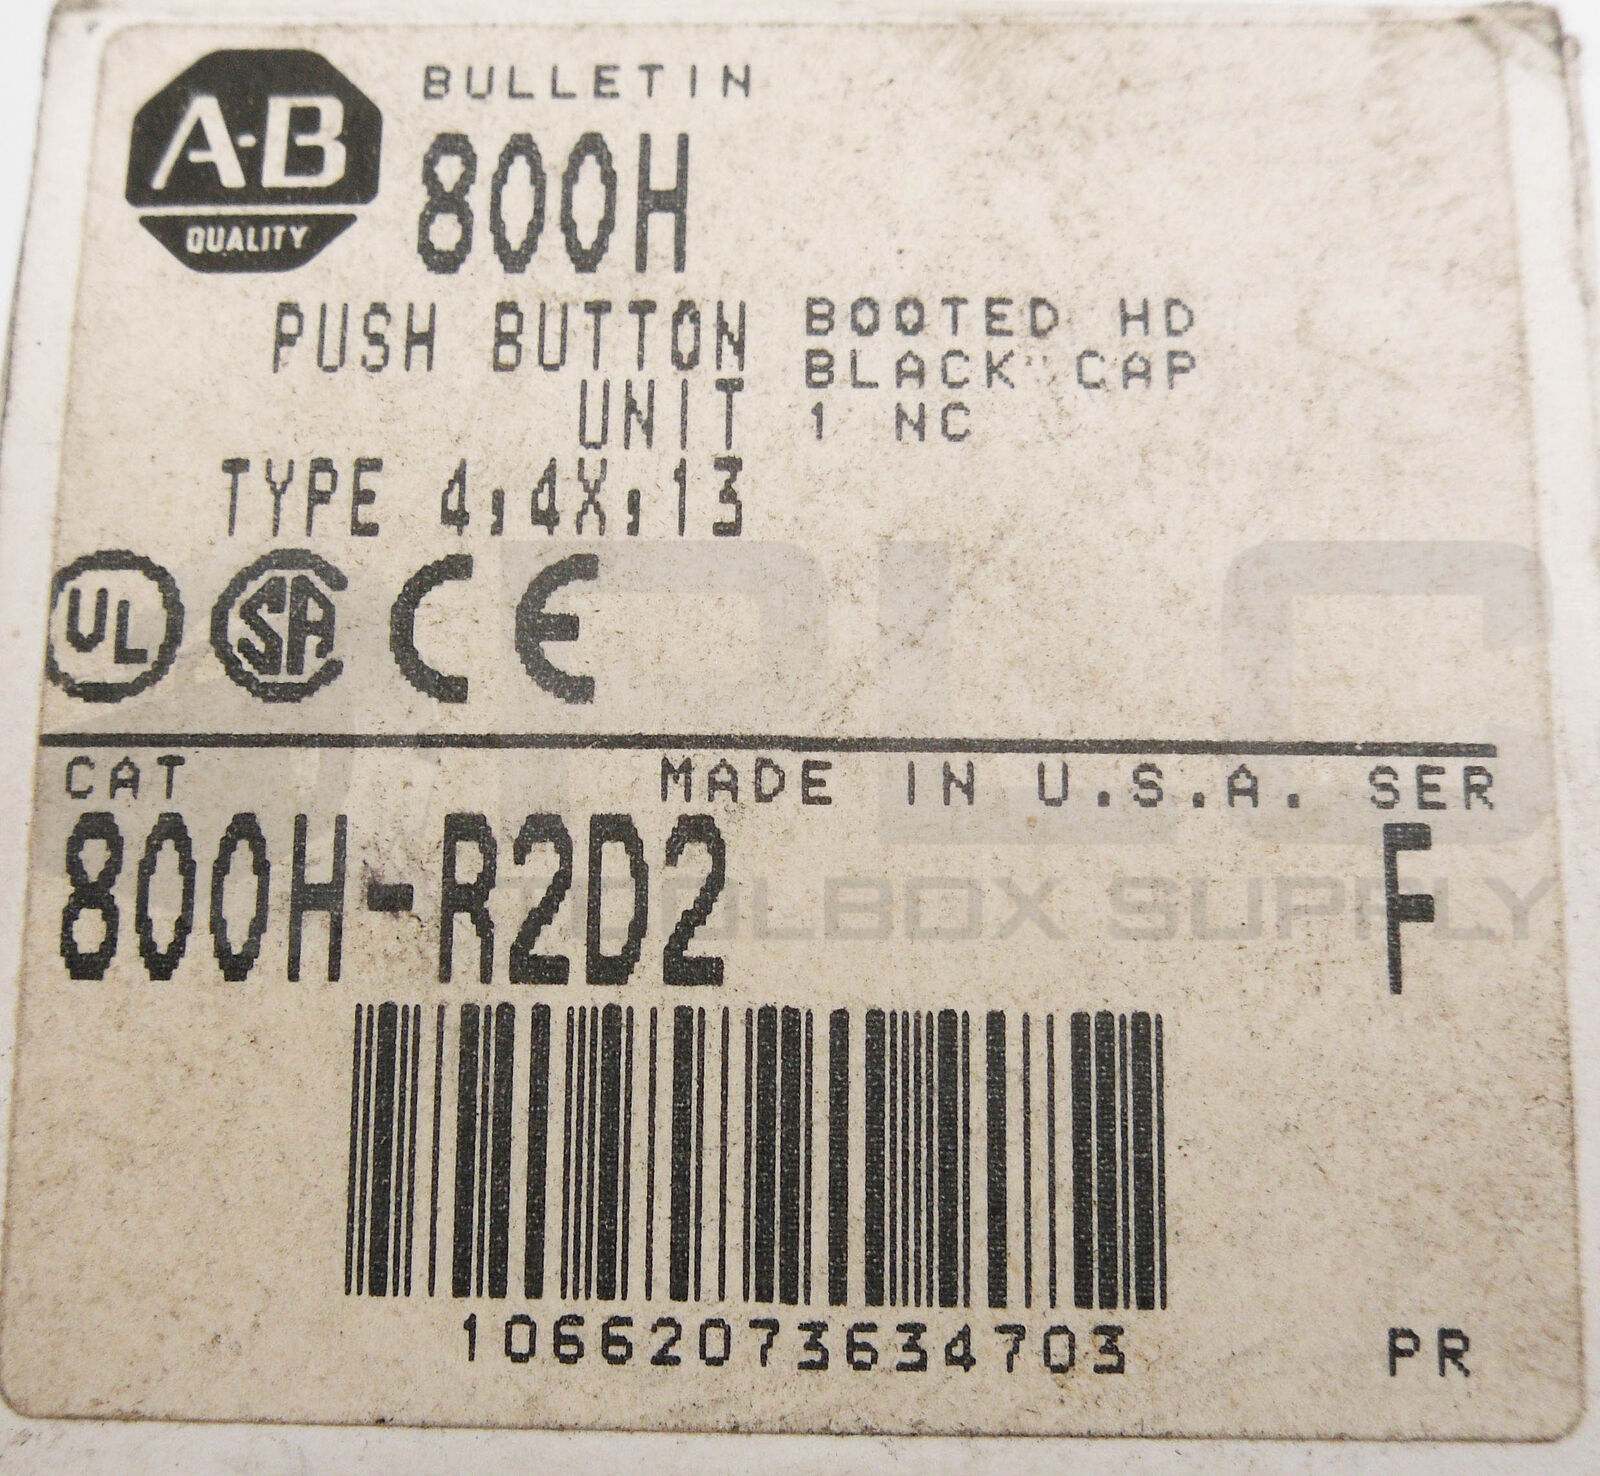 A-B
QUALITY
BULLETIN
800H
PUSH BUTTON
UNIT
TYPE 4,4X,13
BOOTED HD
BLACK CAP
1 NC
UL
SA
CE
CAT
MADE IN U.S.A.
SER
800H-R2D2
F
PLC
TOOLBOX SUPPLY
10662073634703
PR